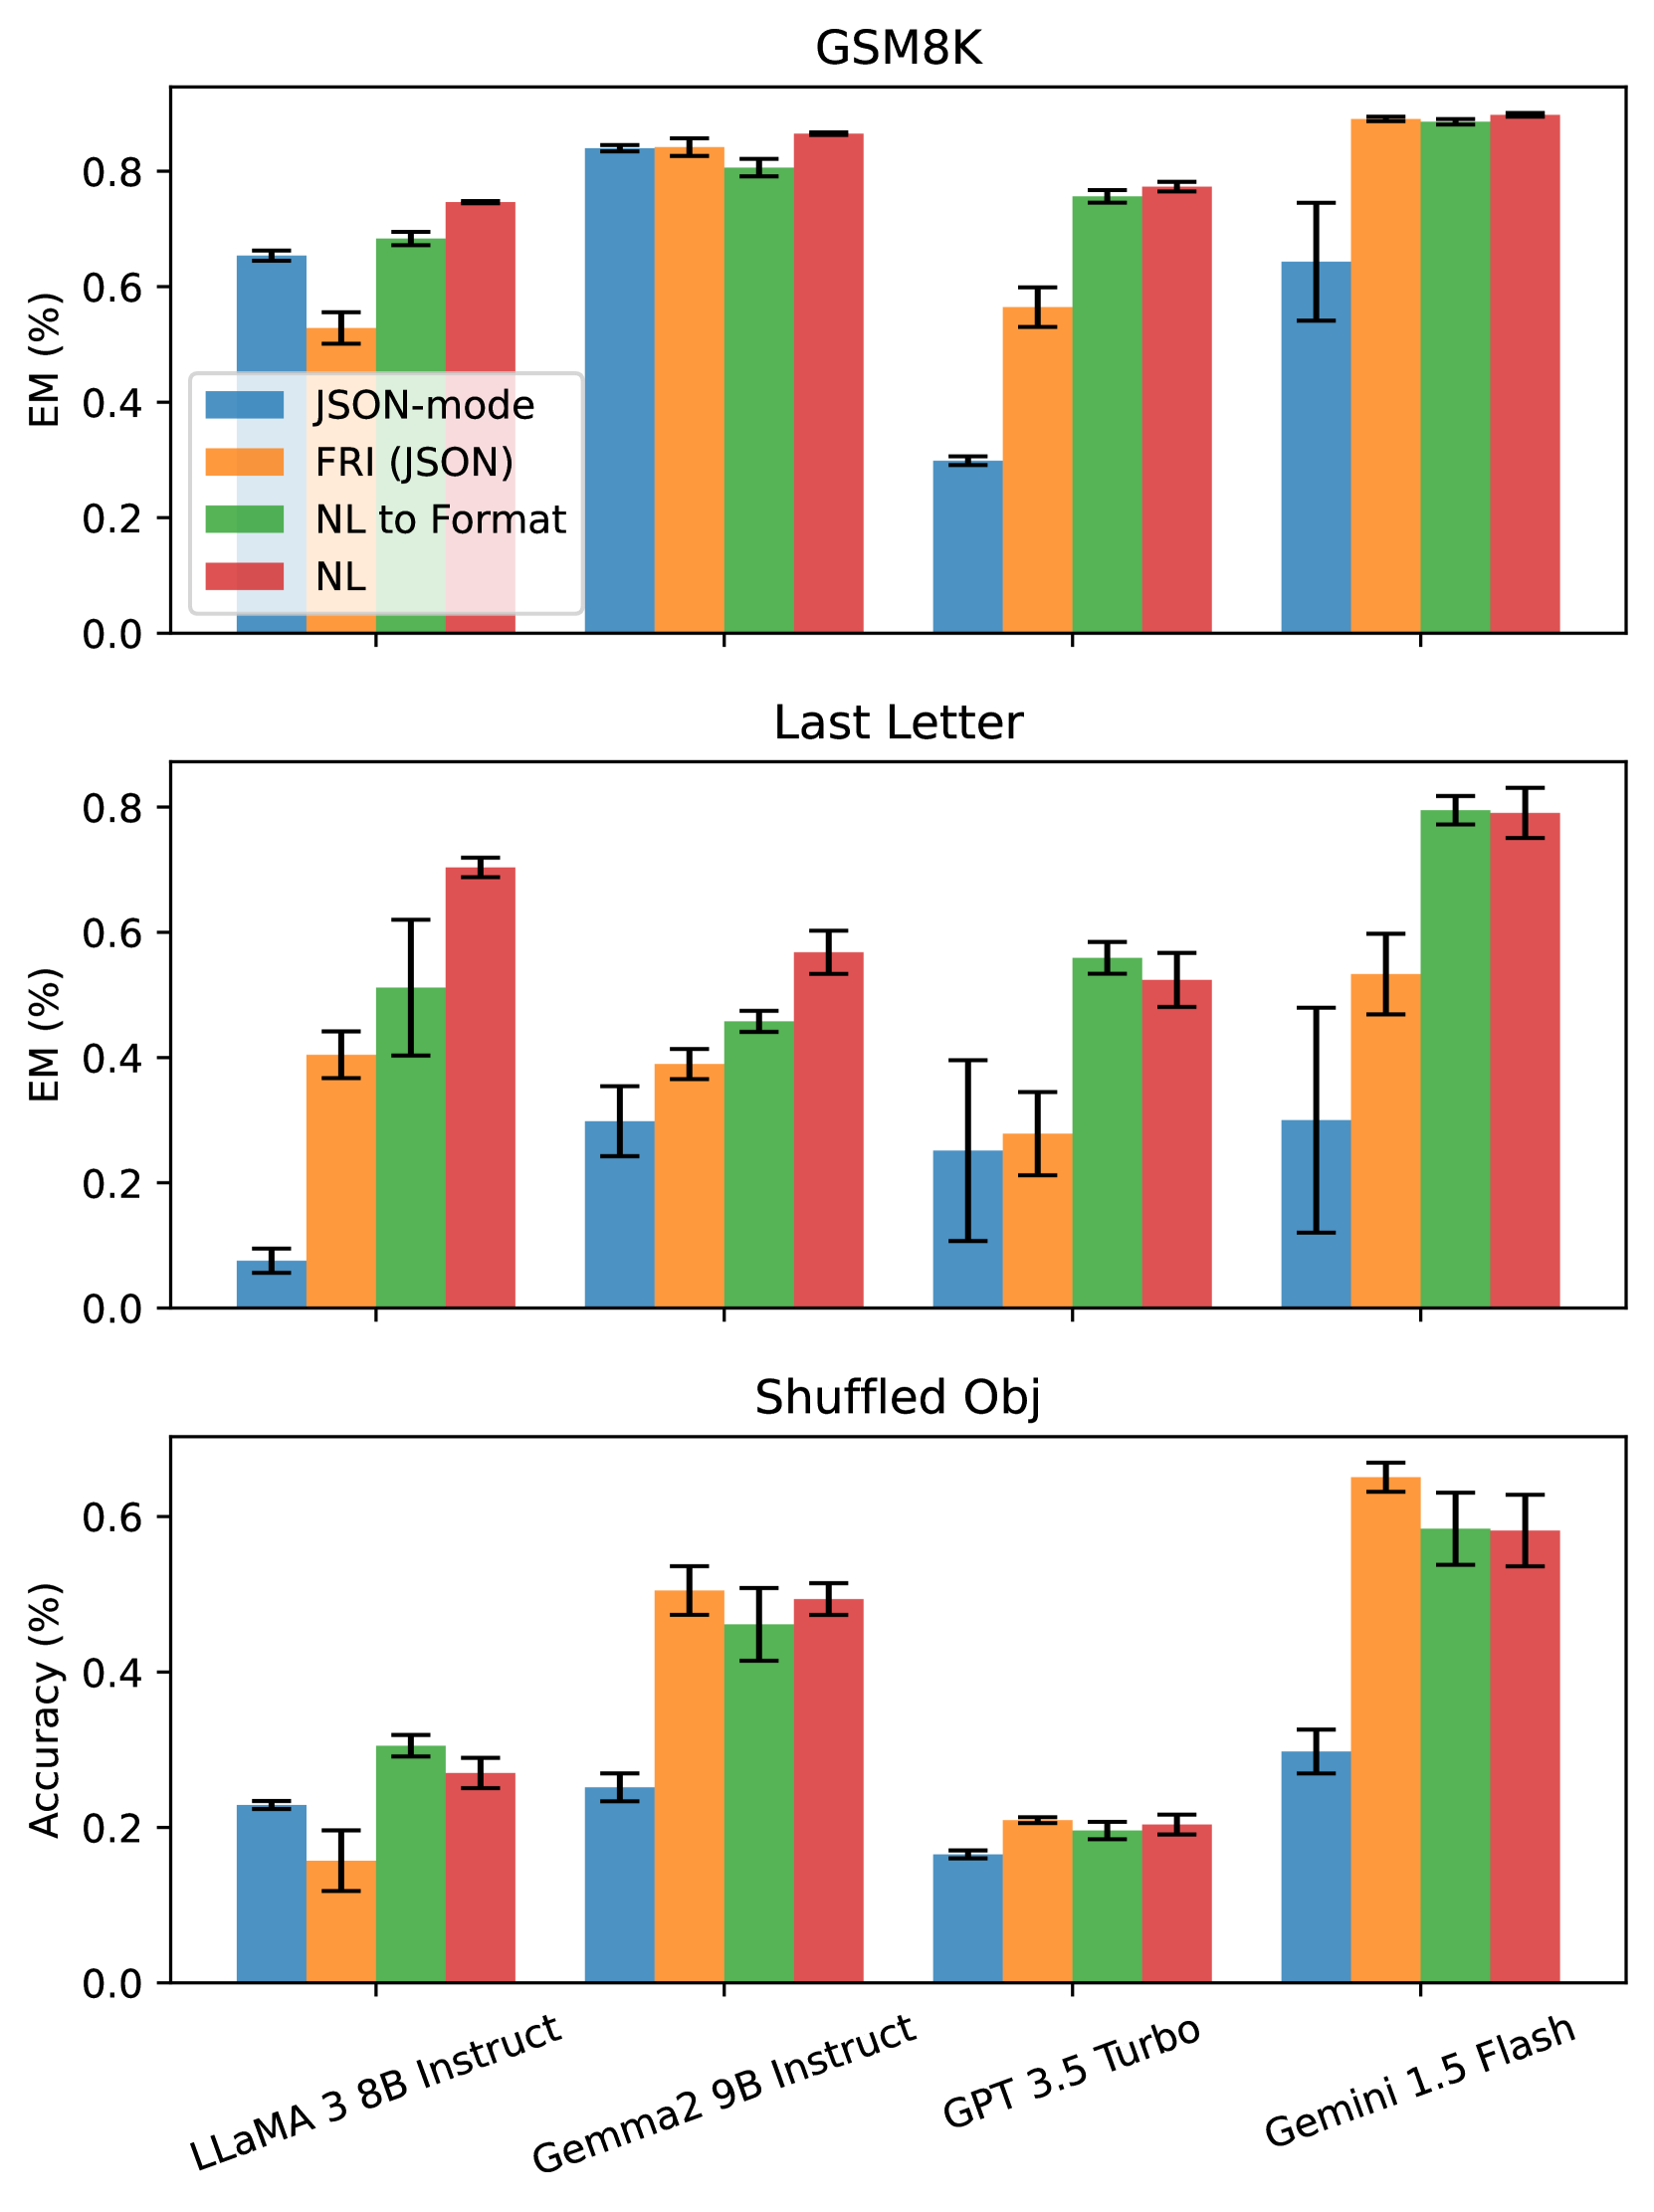 GSM8K
EM (%)
0.8
0.6
0.4
0.2
0.0
JSON-mode
FRI (JSON)
NL to Format
NL
Last Letter
EM (%)
0.8
0.6
0.4
0.2
0.0
Shuffled Obj
Accuracy (%)
0.6
0.4
0.2
0.0
LLaMA 3 8B Instruct
Gemma2 9B Instruct
GPT 3.5 Turbo
Gemini 1.5 Flash